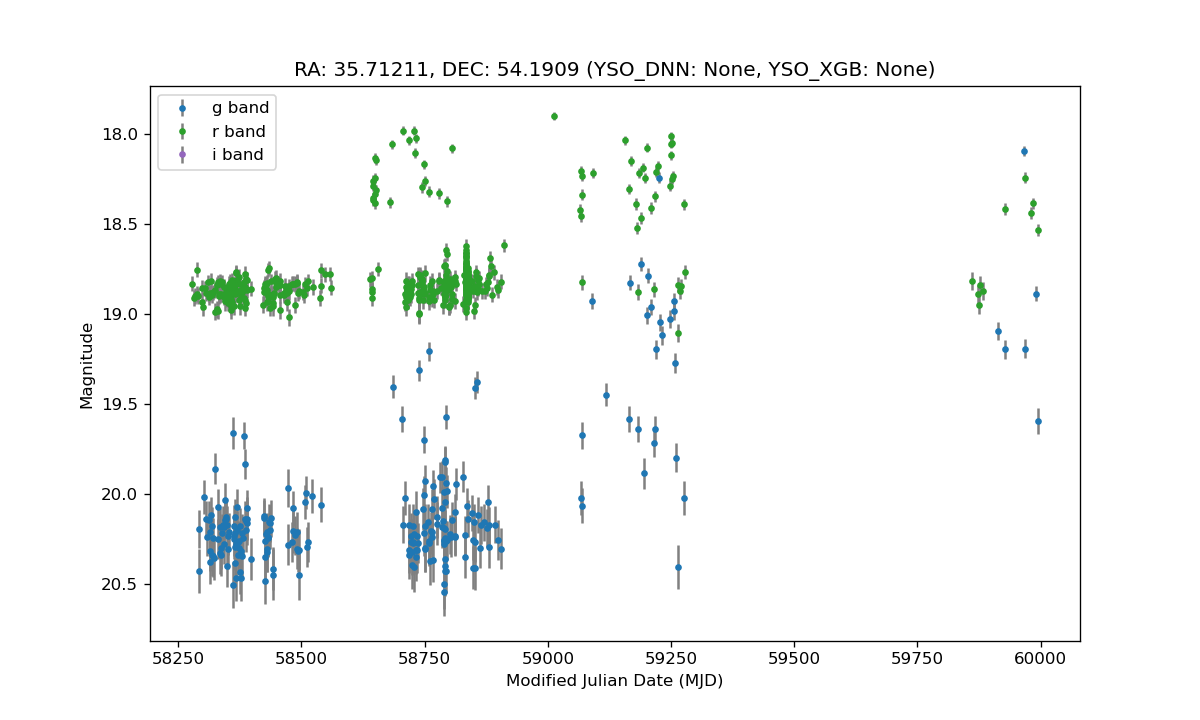 RA: 35.71211, DEC: 54.1909 (YSO_DNN: None, YSO_XGB: None)
g band
r band
i band
18.0
18.5
19.0
19.5
20.0
20.5
Magnitude
58250 58500 58750 59000 59250 59500 59750 60000
Modified Julian Date (MJD)